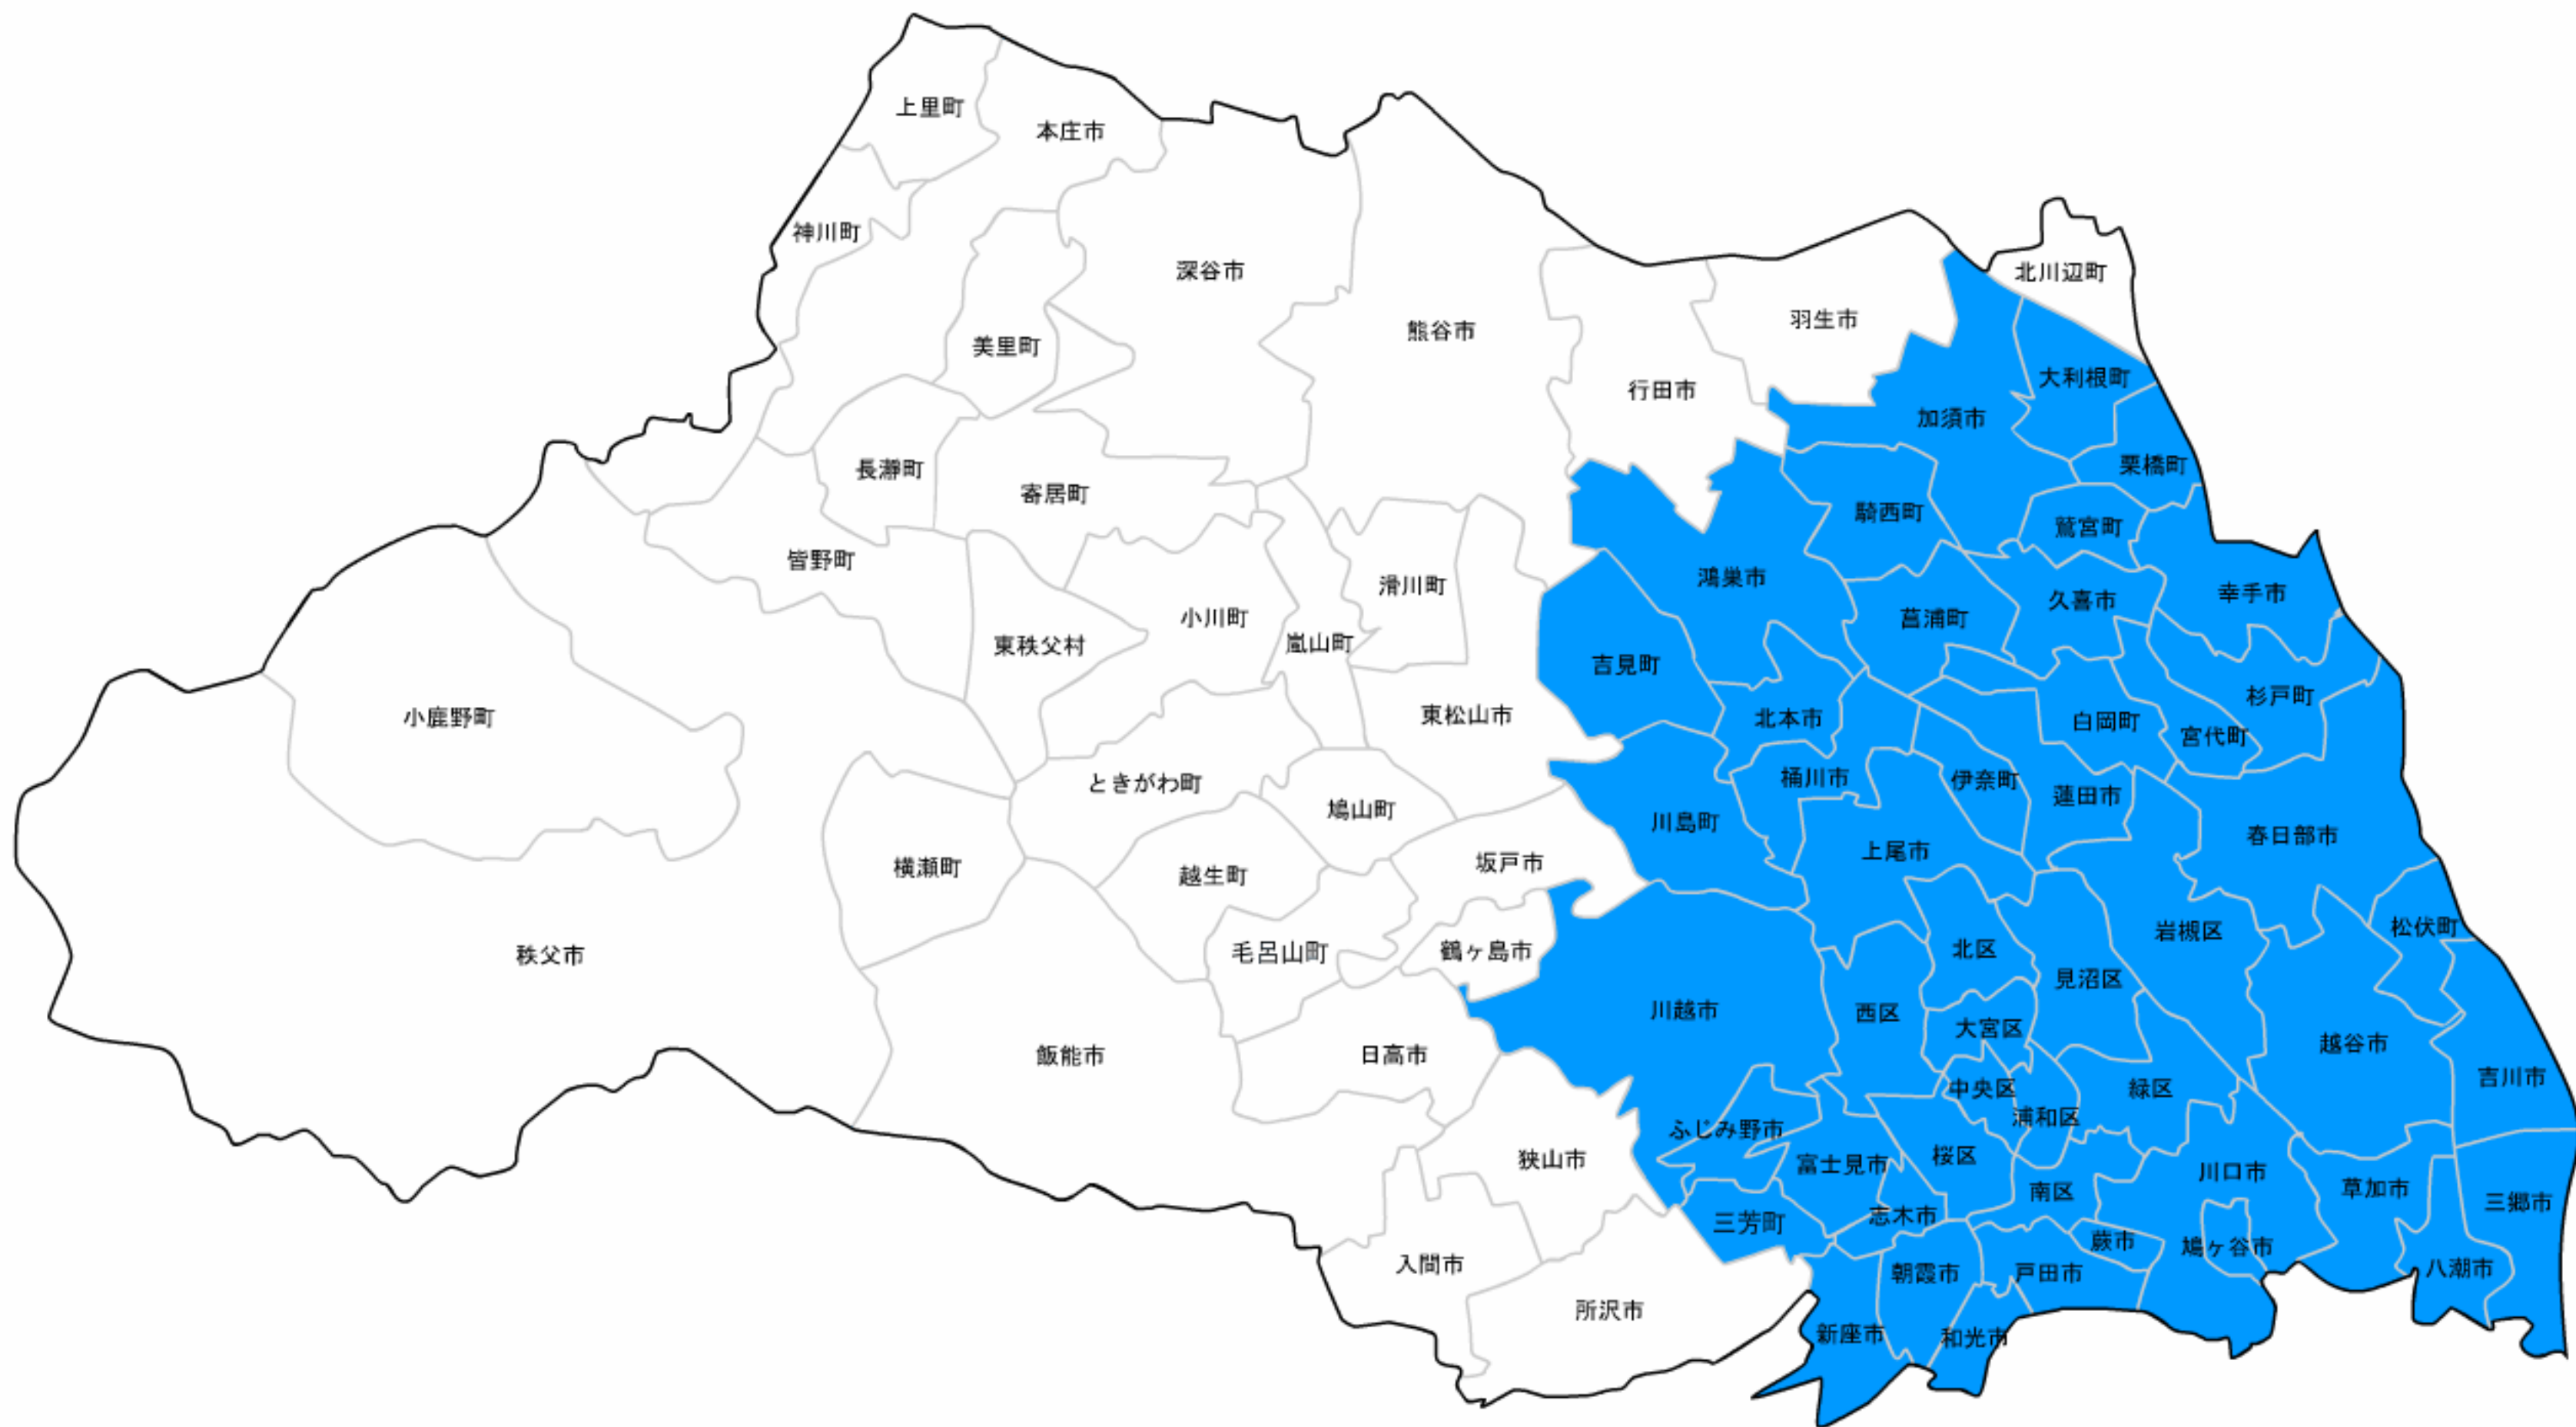 上里町
本庄市
神川町
深谷市
北川辺町
羽生市
熊谷市
美里町
大利根町
行田市
加須市
栗橋町
長瀞町
寄居町
騎西町
鷲宮町
皆野町
鴻巣市
滑川町
幸手市
久喜市
小川町
菖蒲町
東秩父村
嵐山町
吉見町
杉戸町
小鹿野町
東松山市
北本市
白岡町
宮代町
ときがわ町
桶川市
伊奈町
蓮田市
鳩山町
川島町
春日部市
上尾市
坂戸市
横瀬町
越生町
松伏町
岩槻区
北区
鶴ヶ島市
毛呂山町
秩父市
見沼区
川越市
西区
大宮区
越谷市
飯能市
日高市
吉川市
中央区
緑区
浦和区
ふじみ野市
桜区
狭山市
富士見市
川口市
南区
草加市
三郷市
志木市
三芳町
蕨市
鳩ヶ谷市
入間市
八潮市
朝霞市
戸田市
所沢市
新座市
和光市